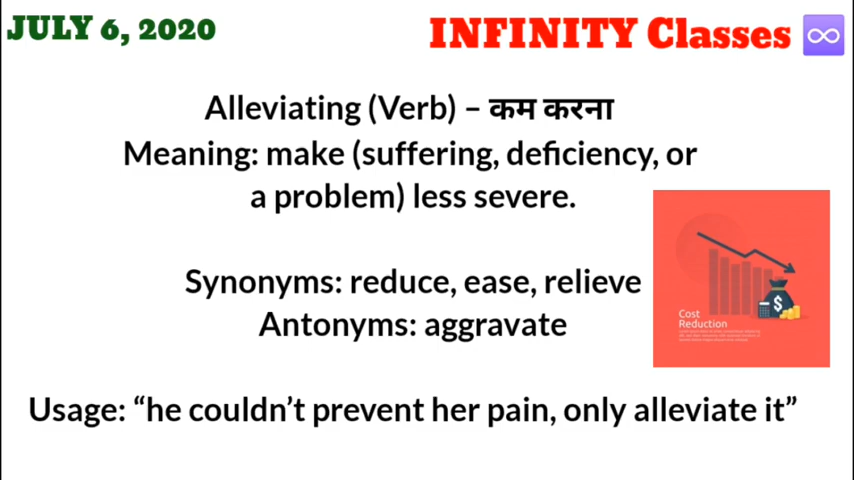 JULY 6, 2020
INFINITY Classes ♾
Alleviating (Verb) – कम करना
Meaning: make (suffering, deficiency, or
a problem) less severe.
Synonyms: reduce, ease, relieve
Antonyms: aggravate
Cost
Reduction
Usage: “he couldn’t prevent her pain, only alleviate it”